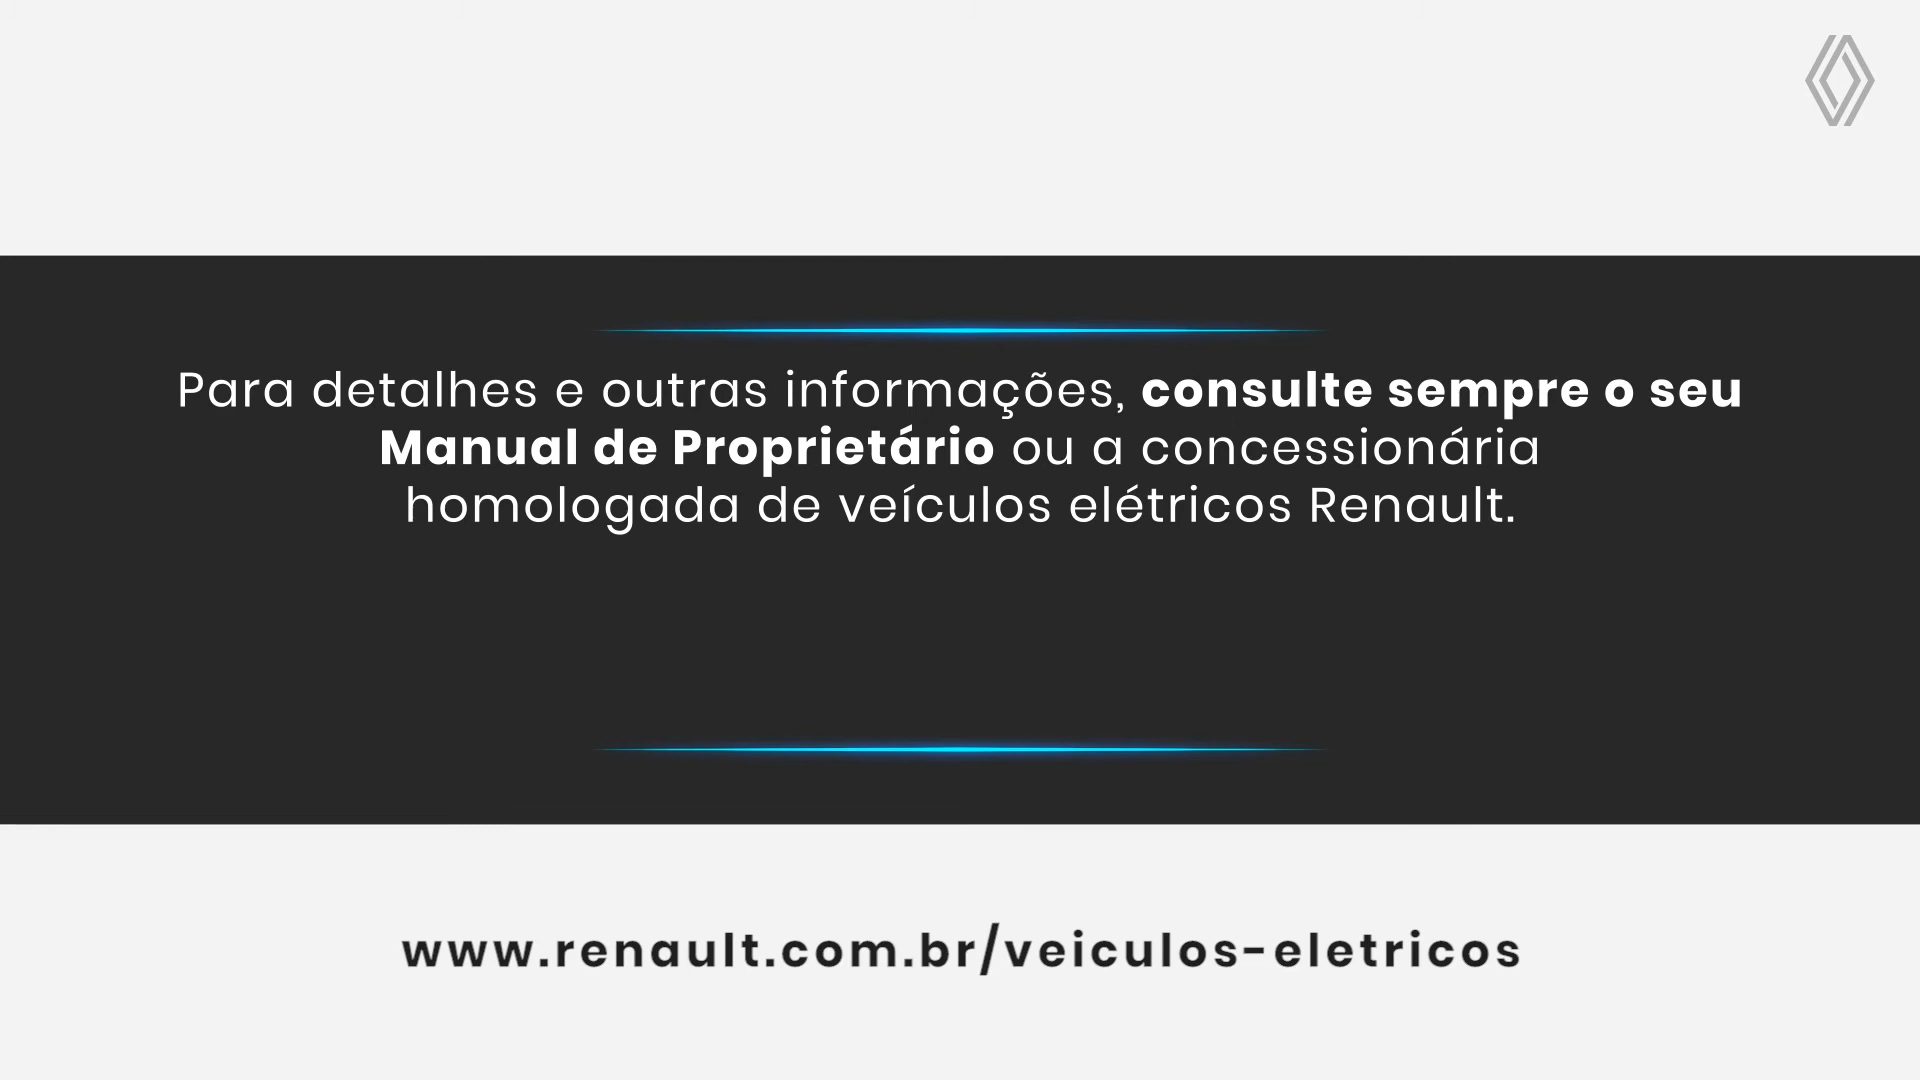 Para detalhes e outras informações, consulte sempre o seu
Manual de Proprietário ou a concessionária
homologada de veículos elétricos Renault.
www.renault.com.br/veiculos-eletricos